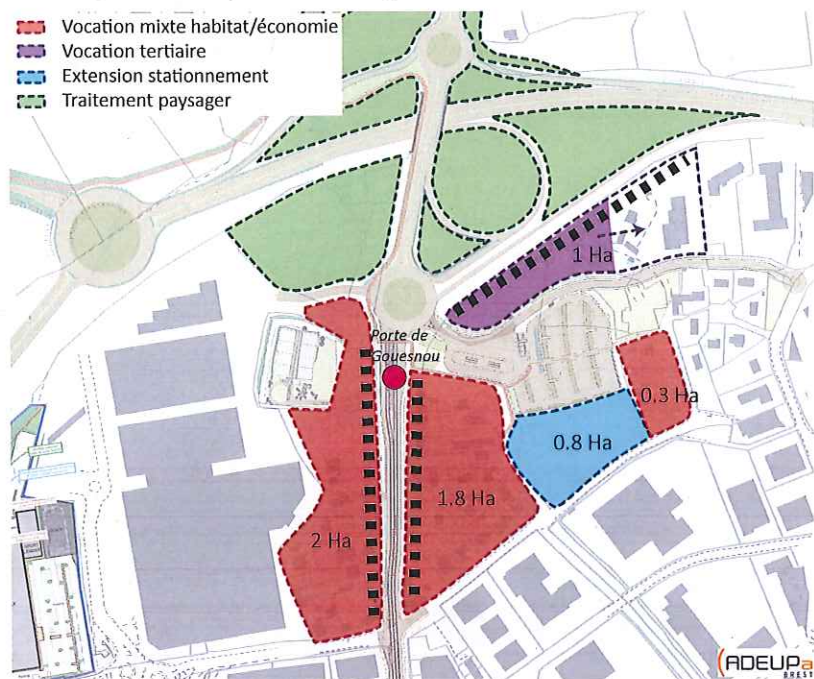 Vocation mixte habitat/économie
Vocation tertiaire
Extension stationnement
Traitement paysager
1 Ha
Porte de
Gouesnou
0.3 Ha
0.8 Ha
1.8 Ha
2 Ha
ADEUPa
BREST